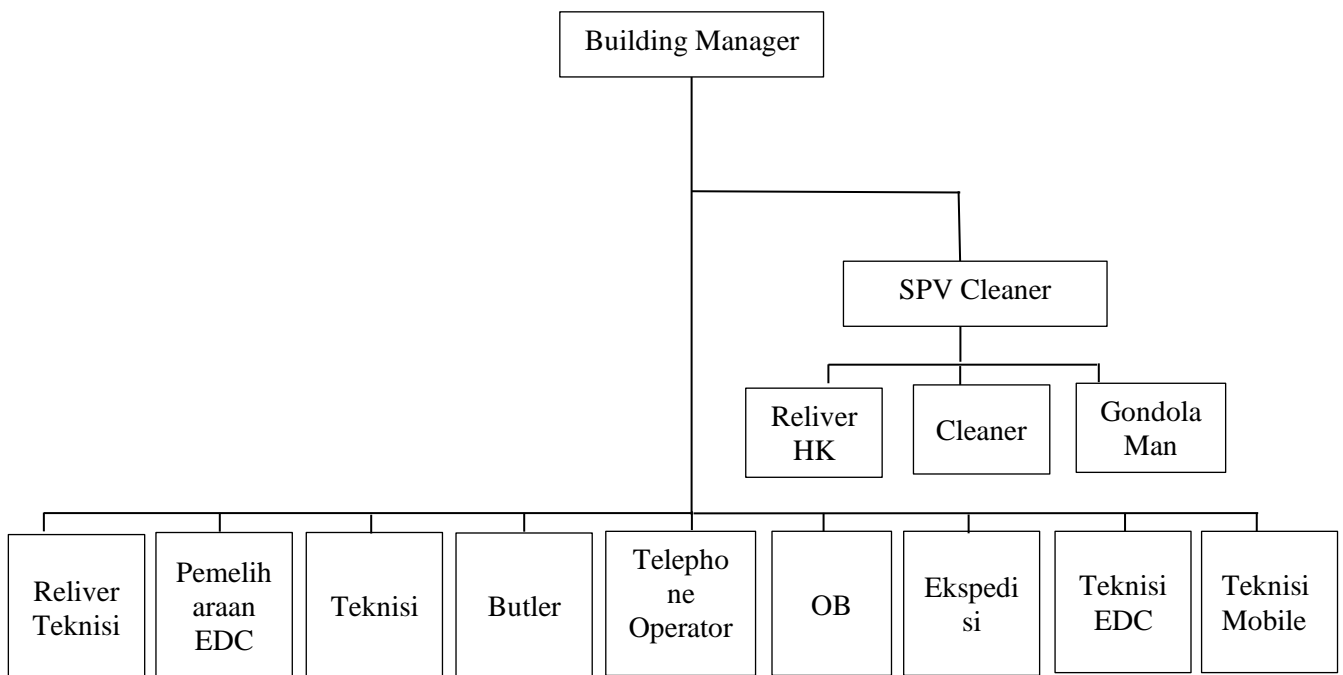 Building Manager
SPV Cleaner
Reliver
HK
Cleaner
Gondola
Man
Reliver
Teknisi
Pemelih
araan
EDC
Teknisi
Butler
Telepho
ne
Operator
OB
Ekspedi
si
Teknisi
EDC
Teknisi
Mobile